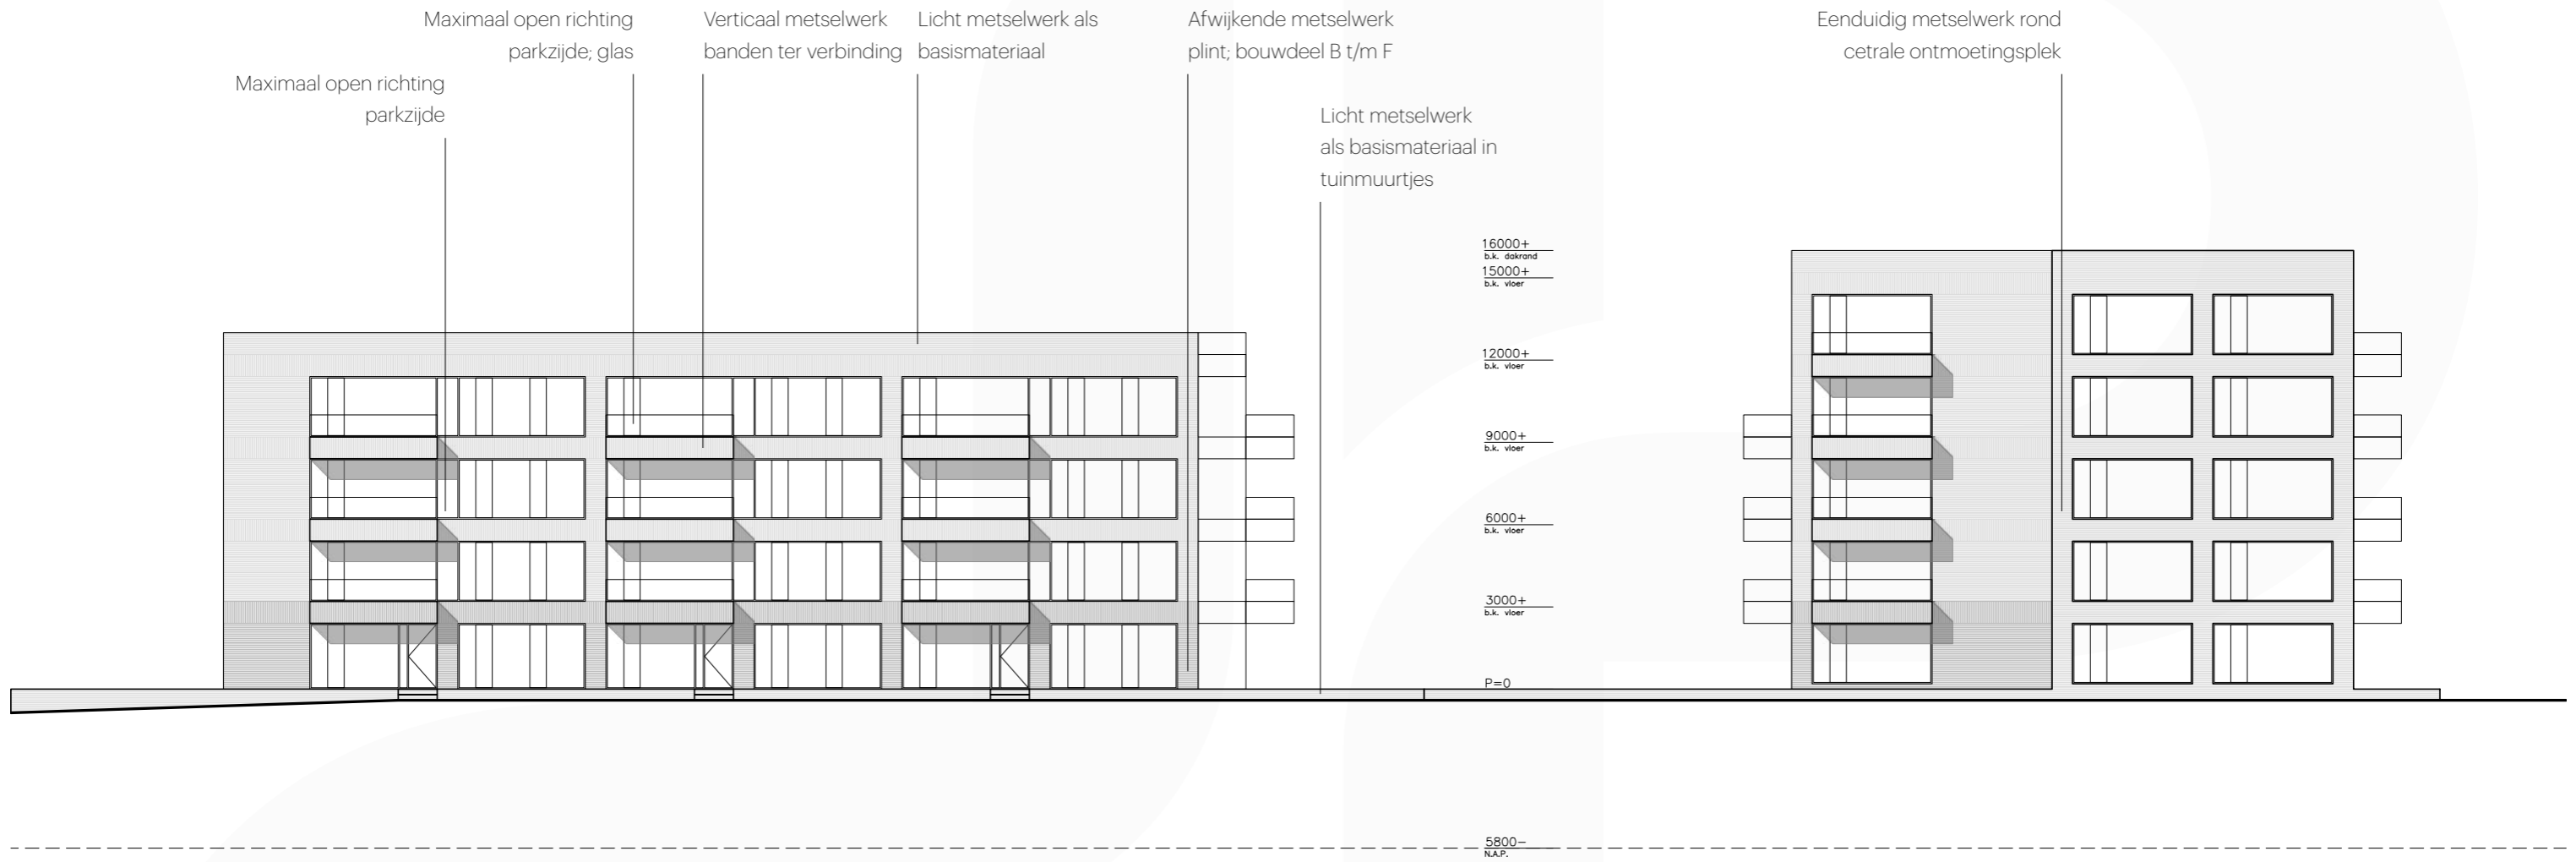 Maximaal open richting
parkzijde
Maximaal open richting
parkzijde; glas
Verticaal metselwerk
banden ter verbinding
Licht metselwerk als
basismateriaal
Afwijkende metselwerk
plint; bouwdeel B t/m F
Licht metselwerk
als basismateriaal in
tuinmuurtjes
Eenduidig metselwerk rond
cetrale ontmoetingsplek
16000+
b.k. dakrand
15000+
b.k. vloer
12000+
b.k. vloer
9000+
b.k. vloer
6000+
b.k. vloer
3000+
b.k. vloer
P=0
5800-
N.A.P.